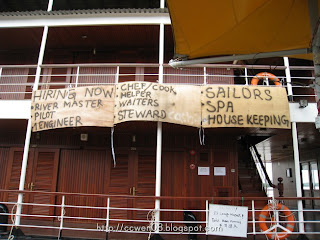 HIRING NOW
RIVER MASTER
PILOT
ENGINEER
CHEF/COOK
HELPER
WAITERS
STEWARD
SAILORS
SPA
HOUSE KEEPING
http://ccwen03.blogspot.com